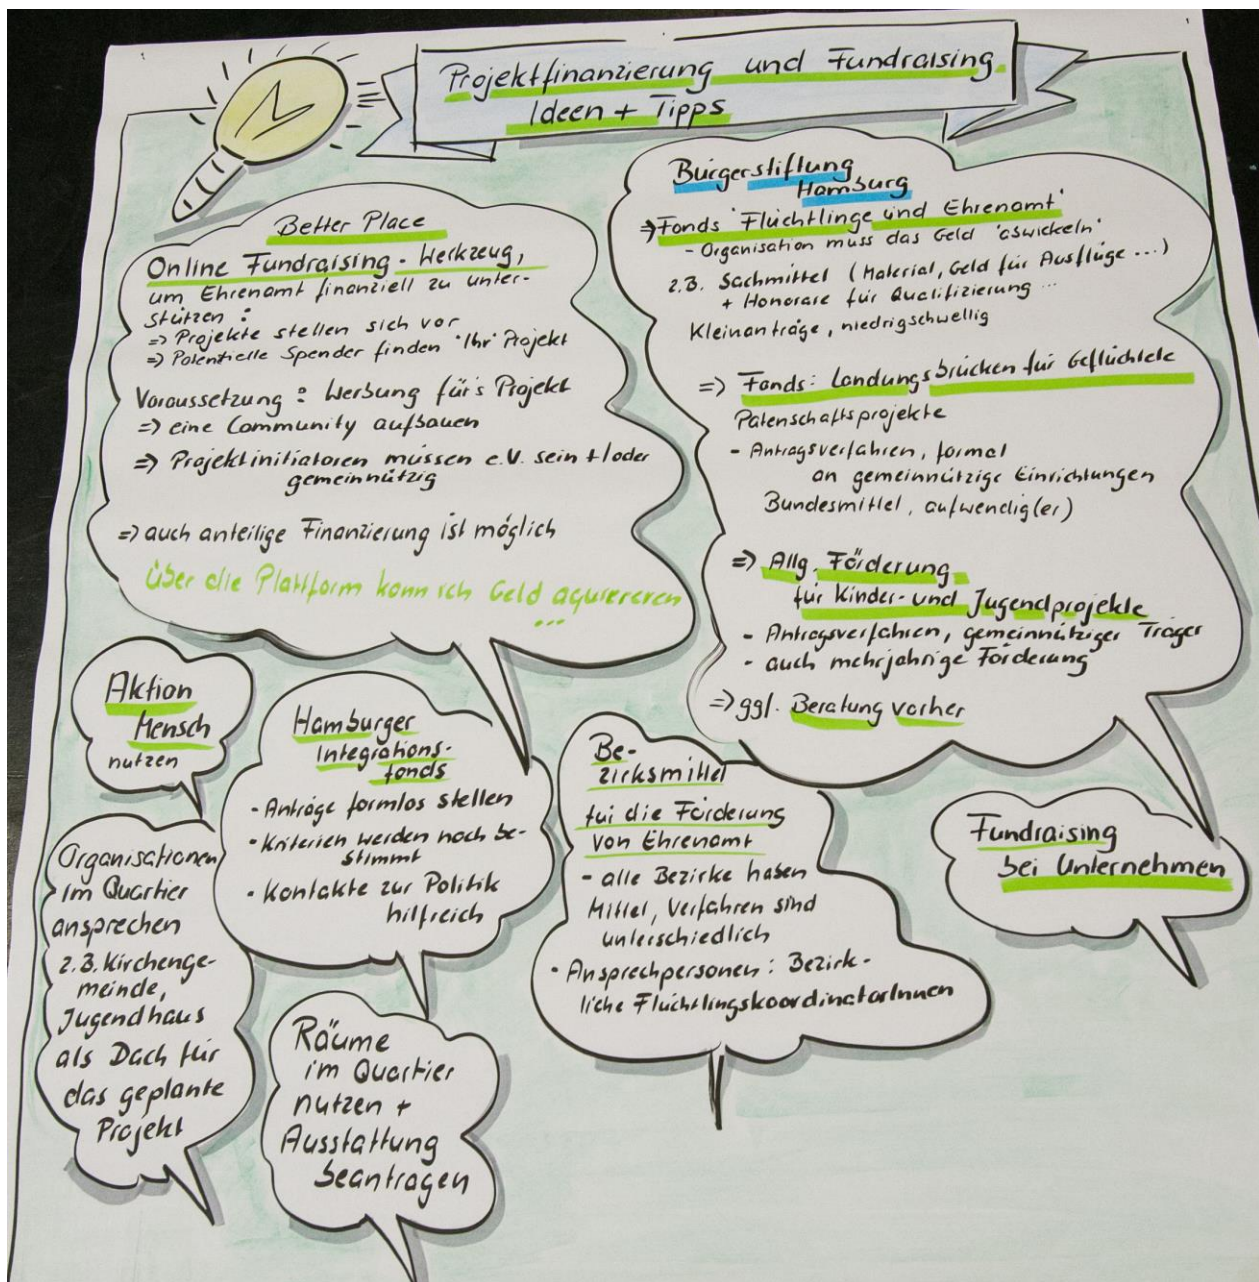 Projektfinanzierung und Fundraising
Ideen + Tipps
Better Place
Online Fundraising - Werkzeug,
um Ehrenamt finanziell zu unter-
stützen:
=> Projekte stellen sich vor
=> Potentielle Spender finden "Ihr" Projekt
Voraussetzung: Werbung für's Projekt
=> eine Community aufbauen
=> Projektinitiatoren müssen e.V. sein +/oder
gemeinnützig
=> auch anteilige Finanzierung ist möglich
über die Plattform kann ich Geld aquirereren
...
Bürgerstiftung
Hamburg
=> Fonds "Flüchtlinge und Ehrenamt"
- Organisation muss das Geld "abwickeln"
z.B. Sachmittel (Material, Geld für Ausflüge ...)
+ Honorare für Qualifizierung ...
Kleinanträge, niedrigschwellig
=> Fonds: Landungsbrücken für Geflüchtete
Patenschaftsprojekte
- Antragsverfahren, formal
an gemeinnützige Einrichtungen
Bundesmittel, aufwendig(er)
=> Allg. Förderung
für Kinder- und Jugendprojekte
- Antragsverfahren, gemeinnütziger Träger
- auch mehrjährige Förderung
=> ggf. Beratung vorher
Aktion
Mensch
nutzen
Hamburger
Integrations-
fonds
- Anträge formlos stellen
- Kriterien werden noch be-
stimmt
- Kontakte zur Politik
hilfreich
Be-
zirksmittel
für die Förderung
von Ehrenamt
- alle Bezirke haben
Mittel, Verfahren sind
unterschiedlich
- Ansprechpersonen: Bezirk-
liche FlüchtlingskoordinatorInnen
Fundraising
bei Unternehmen
Organisationen
im Quartier
ansprechen
z.B. Kirchenge-
meinde,
Jugendhaus
als Dach für
das geplante
Projekt
Räume
im Quartier
nutzen +
Ausstattung
beantragen